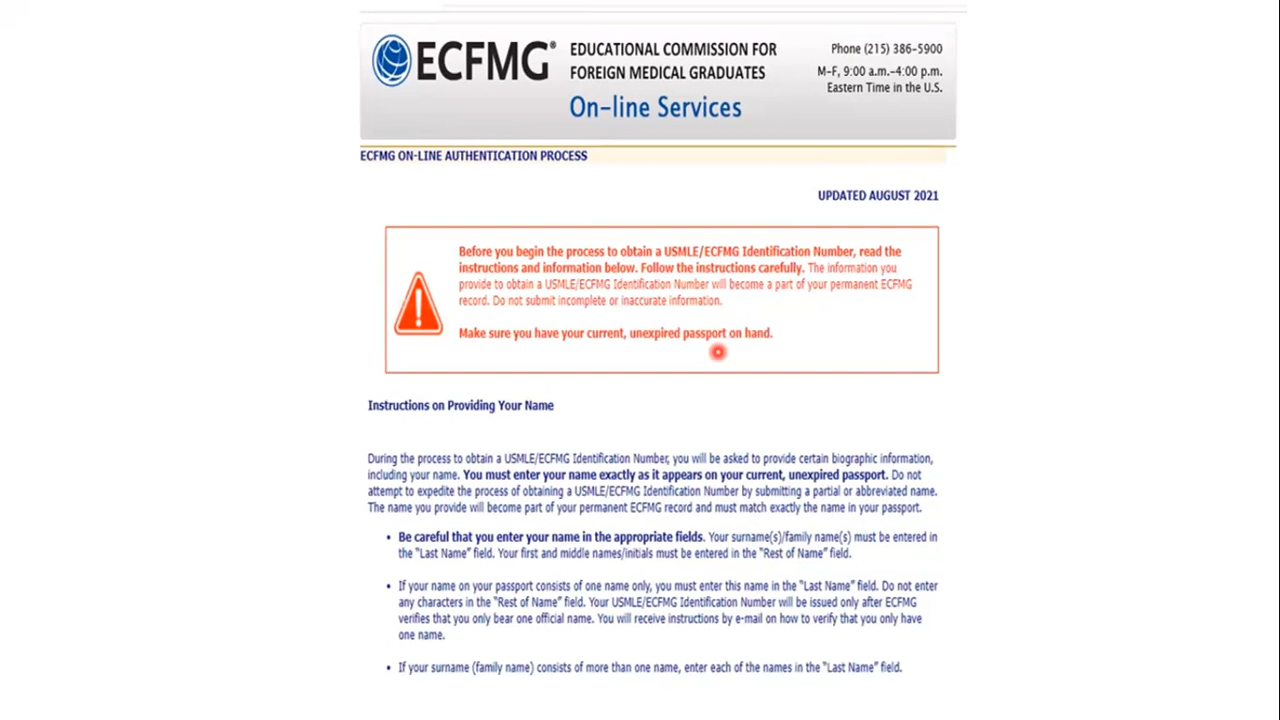 ECFMG®
EDUCATIONAL COMMISSION FOR
FOREIGN MEDICAL GRADUATES
On-line Services
Phone (215) 386-5900
M-F, 9:00 a.m.-4:00 p.m.
Eastern Time in the U.S.
ECFMG ON-LINE AUTHENTICATION PROCESS
UPDATED AUGUST 2021
Before you begin the process to obtain a USMLE/ECFMG Identification Number, read the
instructions and information below. Follow the instructions carefully. The information you
provide to obtain a USMLE/ECFMG Identification Number will become a part of your permanent ECFMG
record. Do not submit incomplete or inaccurate information.
Make sure you have your current, unexpired passport on hand.
Instructions on Providing Your Name
During the process to obtain a USMLE/ECFMG Identification Number, you will be asked to provide certain biographic information,
including your name. You must enter your name exactly as it appears on your current, unexpired passport. Do not
attempt to expedite the process of obtaining a USMLE/ECFMG Identification Number by submitting a partial or abbreviated name.
The name you provide will become part of your permanent ECFMG record and must match exactly the name in your passport.
• Be careful that you enter your name in the appropriate fields. Your surname(s)/family name(s) must be entered in
the "Last Name" field. Your first and middle names/initials must be entered in the "Rest of Name" field.
• If your name on your passport consists of one name only, you must enter this name in the "Last Name" field. Do not enter
any characters in the "Rest of Name" field. Your USMLE/ECFMG Identification Number will be issued only after ECFMG
verifies that you only bear one official name. You will receive instructions by e-mail on how to verify that you only have
one name.
• If your surname (family name) consists of more than one name, enter each of the names in the "Last Name" field.